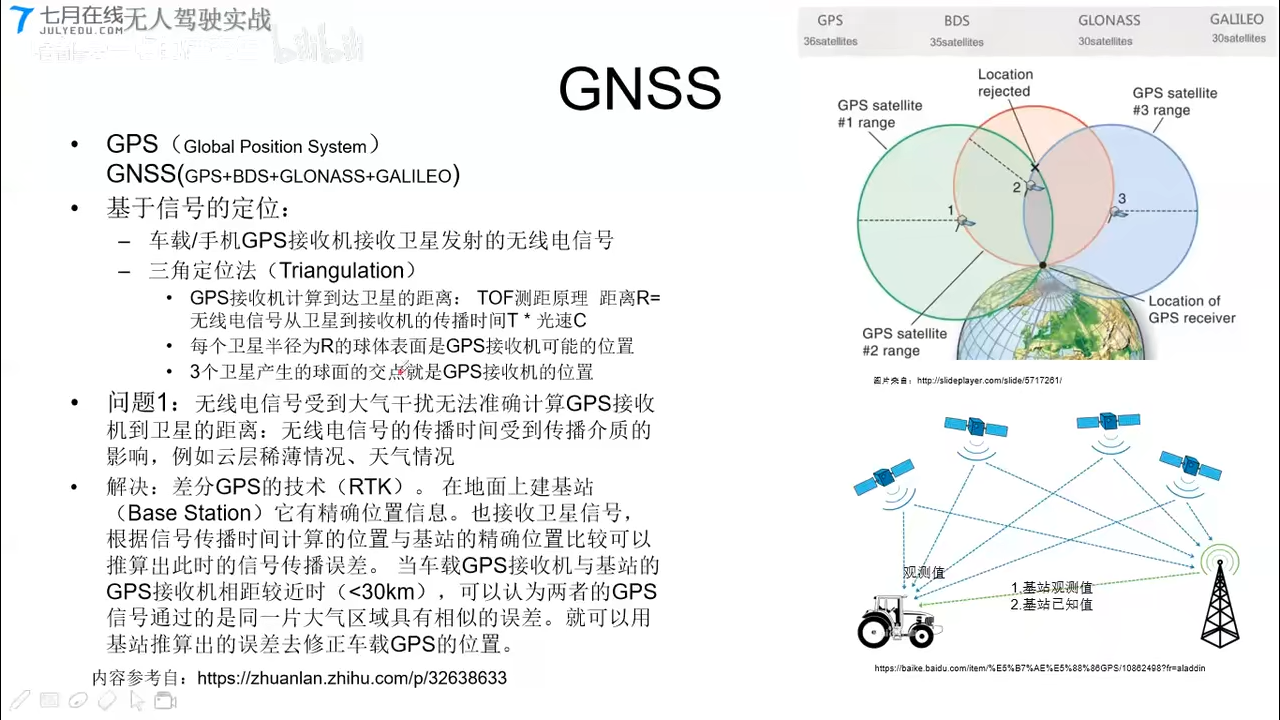 七月在线
JULYEDU.COM
无人驾驶实战
GNSS
• GPS（Global Position System）
GNSS(GPS+BDS+GLONASS+GALILEO)
• 基于信号的定位：
– 车载/手机GPS接收机接收卫星发射的无线电信号
– 三角定位法（Triangulation）
• GPS接收机计算到达卫星的距离： TOF测距原理 距离R=
无线电信号从卫星到接收机的传播时间T * 光速C
• 每个卫星半径为R的球体表面是GPS接收机可能的位置
• 3个卫星产生的球面的交点就是GPS接收机的位置
• 问题1：无线电信号受到大气干扰无法准确计算GPS接收
机到卫星的距离：无线电信号的传播时间受到传播介质的
影响，例如云层稀薄情况、天气情况
• 解决：差分GPS的技术（RTK）。 在地面上建基站
（Base Station）它有精确位置信息。也接收卫星信号，
根据信号传播时间计算的位置与基站的精确位置比较可以
推算出此时的信号传播误差。 当车载GPS接收机与基站的
GPS接收机相距较近时（<30km），可以认为两者的GPS
信号通过的是同一片大气区域具有相似的误差。就可以用
基站推算出的误差去修正车载GPS的位置。
内容参考自：https://zhuanlan.zhihu.com/p/32638633
GPS BDS GLONASS GALILEO
36satellites 35satellites 30satellites 30satellites
Location
rejected
GPS satellite
#1 range
GPS satellite
#3 range
2
1
3
GPS satellite
#2 range
Location of
GPS receiver
图片来自：http://slideplayer.com/slide/5717261/
观测值
1.基站观测值
2.基站已知值
https://baike.baidu.com/item/%E5%B7%AE%E5%88%86GPS/10862498?fr=aladdin